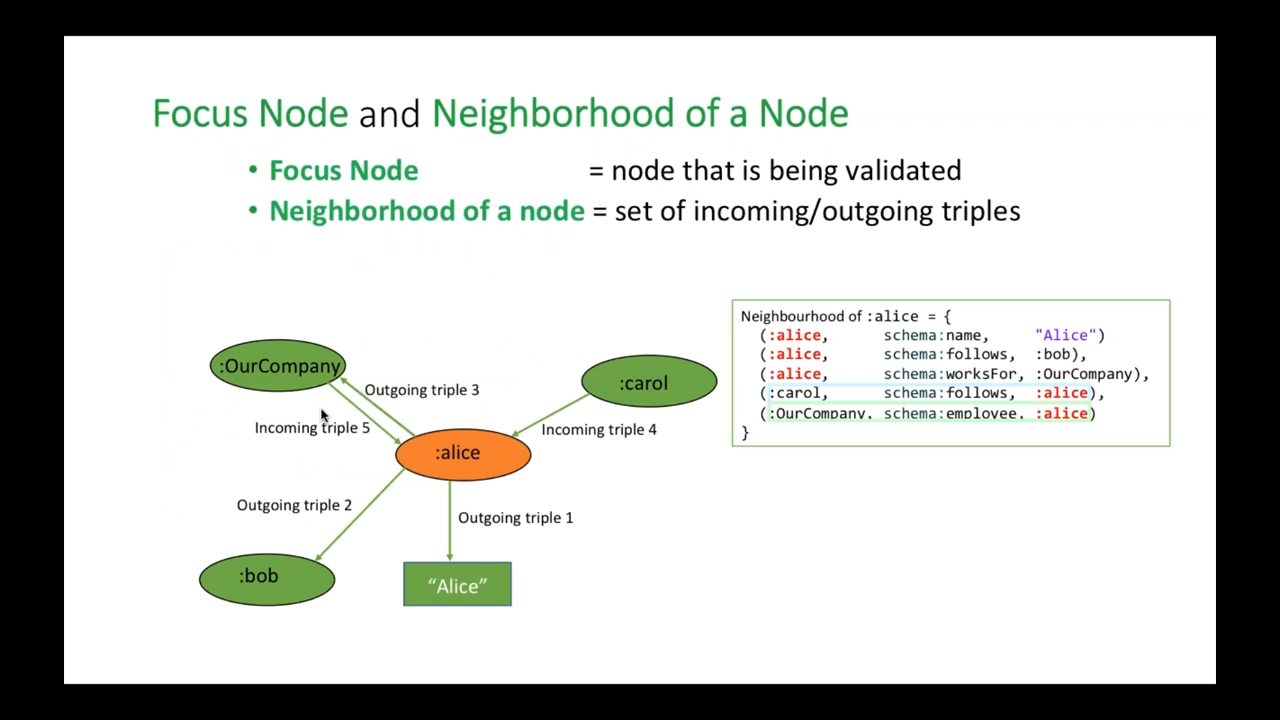 Focus Node and Neighborhood of a Node
• Focus Node = node that is being validated
• Neighborhood of a node = set of incoming/outgoing triples
Neighbourhood of :alice = {
(:alice, schema:name, "Alice")
(:alice, schema:follows, :bob),
(:alice, schema:worksFor, :OurCompany),
(:carol, schema:follows, :alice),
(:OurCompany, schema:employee, :alice)
}
:OurCompany
Outgoing triple 3
:carol
Incoming triple 5
Incoming triple 4
:alice
Outgoing triple 2
Outgoing triple 1
:bob
“Alice”